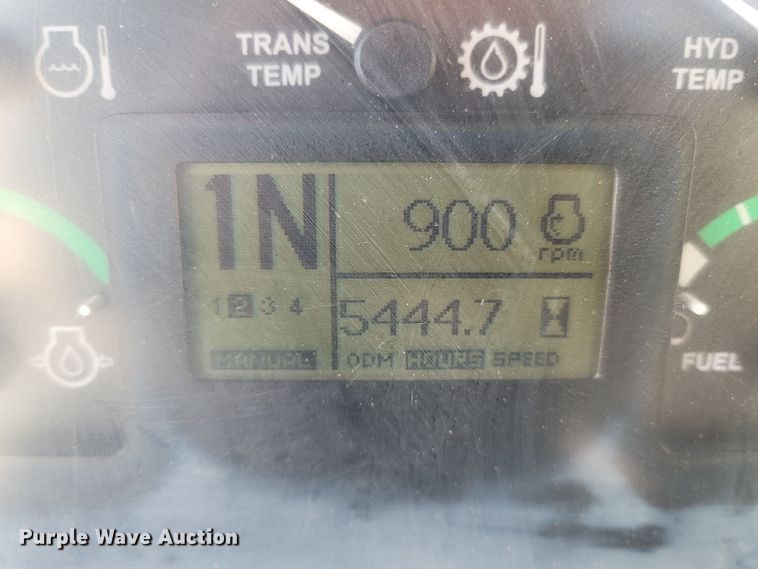 TRANS
TEMP
HYD
TEMP
1N
900
rpm
1 2 3 4
5444.7
MANUAL
ODM HOURS SPEED
FUEL
Purple Wave Auction